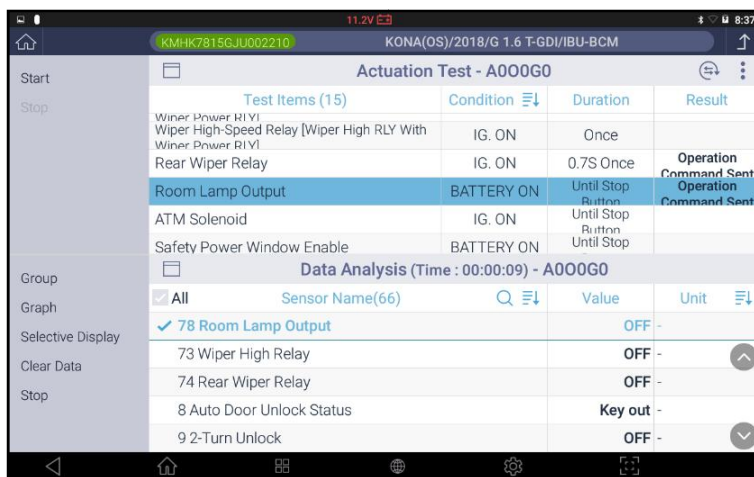 11.2V
8:37
KMHK7815GJU002210
KONA(OS)/2018/G 1.6 T-GDI/IBU-BCM
Start
Stop
Actuation Test - A0O0G0
Test Items (15) Condition Duration Result
Wiper Power RLY]
Wiper High-Speed Relay [Wiper High RLY With
Wiper Power RLY]
IG. ON
Once
Rear Wiper Relay
IG. ON
0.7S Once
Operation
Command Sent
Room Lamp Output
BATTERY ON
Until Stop
Button
Operation
Command Sent
ATM Solenoid
IG. ON
Until Stop
Button
Safety Power Window Enable
BATTERY ON
Until Stop
Group
Graph
Selective Display
Clear Data
Stop
Data Analysis (Time : 00:00:09) - A0O0G0
All Sensor Name(66) Value Unit
78 Room Lamp Output OFF -
73 Wiper High Relay OFF -
74 Rear Wiper Relay OFF -
8 Auto Door Unlock Status Key out -
9 2-Turn Unlock OFF -